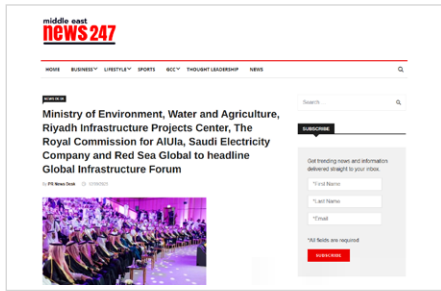 middle east
news 247
HOME BUSINESS LIFESTYLE SPORTS GCC THOUGHT LEADERSHIP NEWS
Search ...
Ministry of Environment, Water and Agriculture,
Riyadh Infrastructure Projects Center, The
Royal Commission for AlUla, Saudi Electricity
Company and Red Sea Global to headline
Global Infrastructure Forum
By PR News Desk
SUBSCRIBE
Get trending news and information
delivered straight to your inbox.
*First Name
*Last Name
*Email
*All fields are required
SUBSCRIBE